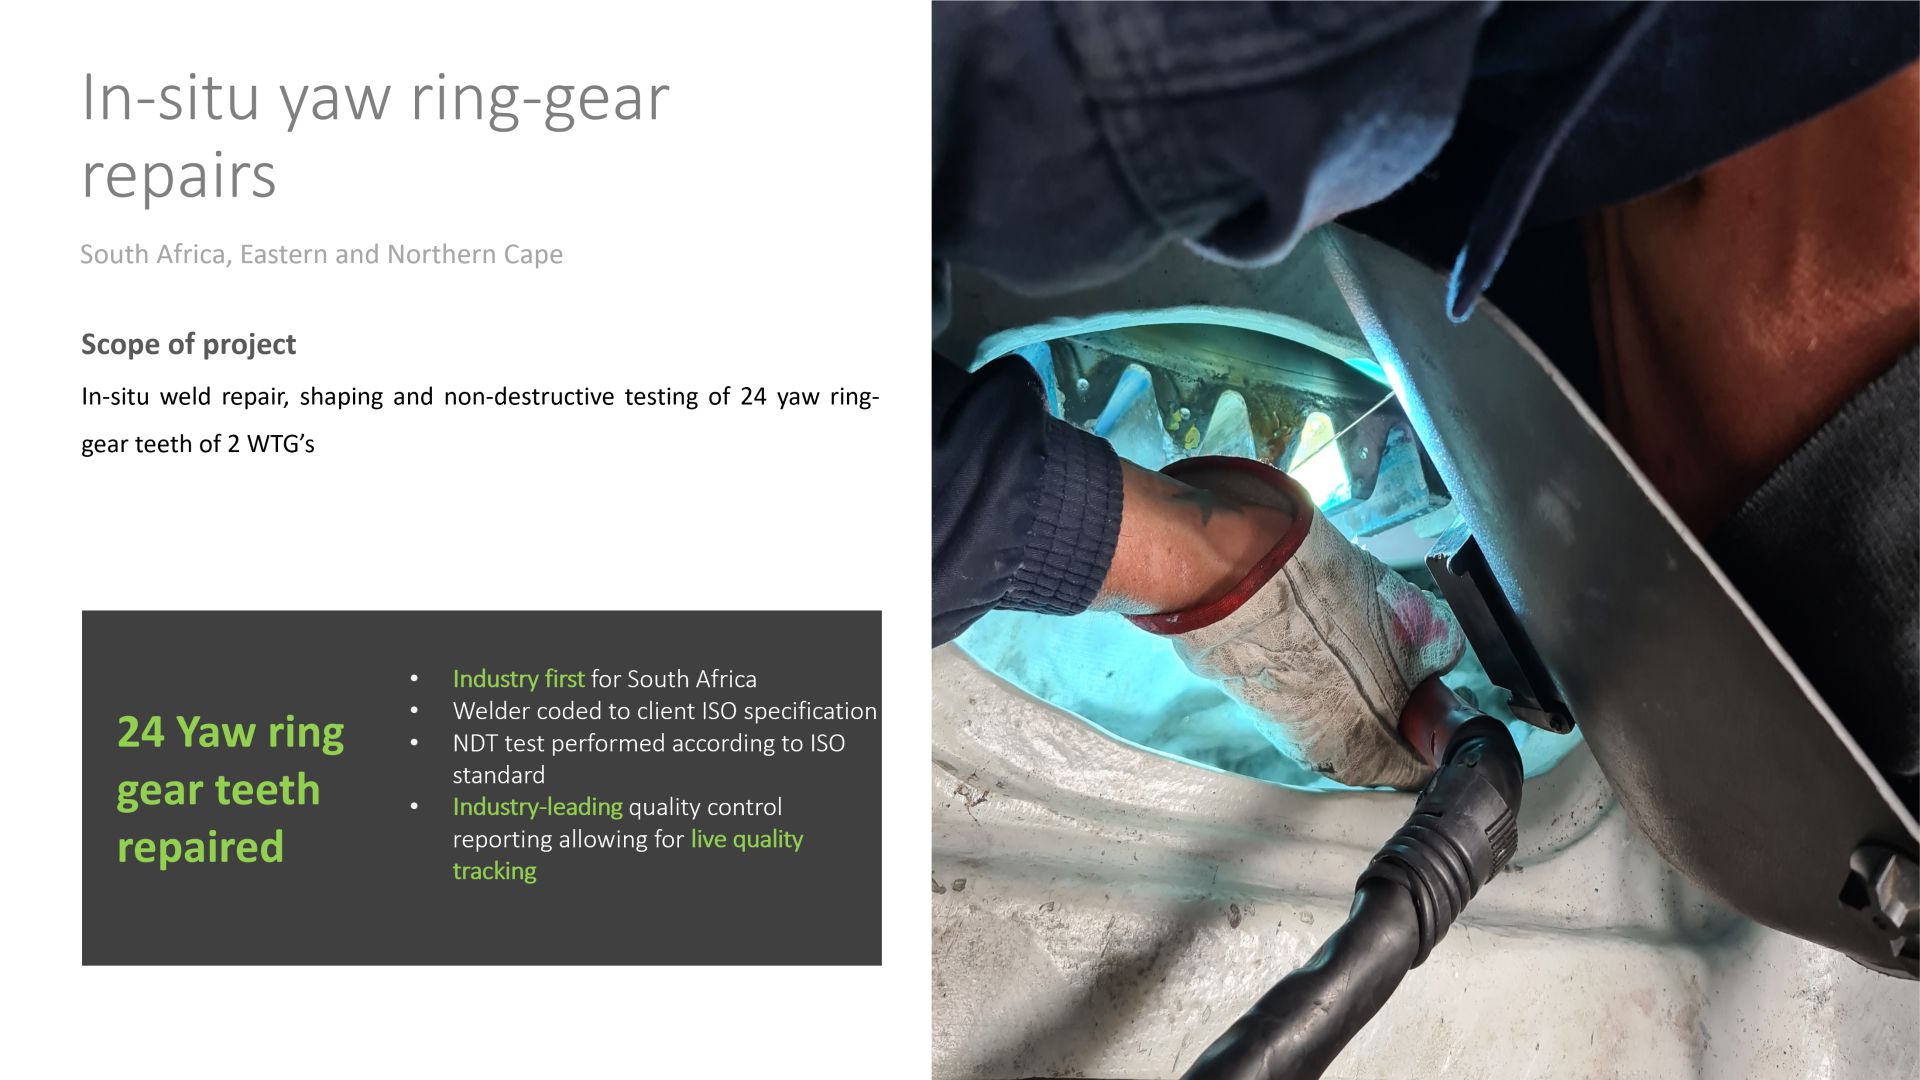 In-situ yaw ring-gear
repairs
South Africa, Eastern and Northern Cape
Scope of project
In-situ weld repair, shaping and non-destructive testing of 24 yaw ring-
gear teeth of 2 WTG’s
24 Yaw ring
gear teeth
repaired
• Industry first for South Africa
• Welder coded to client ISO specification
• NDT test performed according to ISO
standard
• Industry-leading quality control
reporting allowing for live quality
tracking